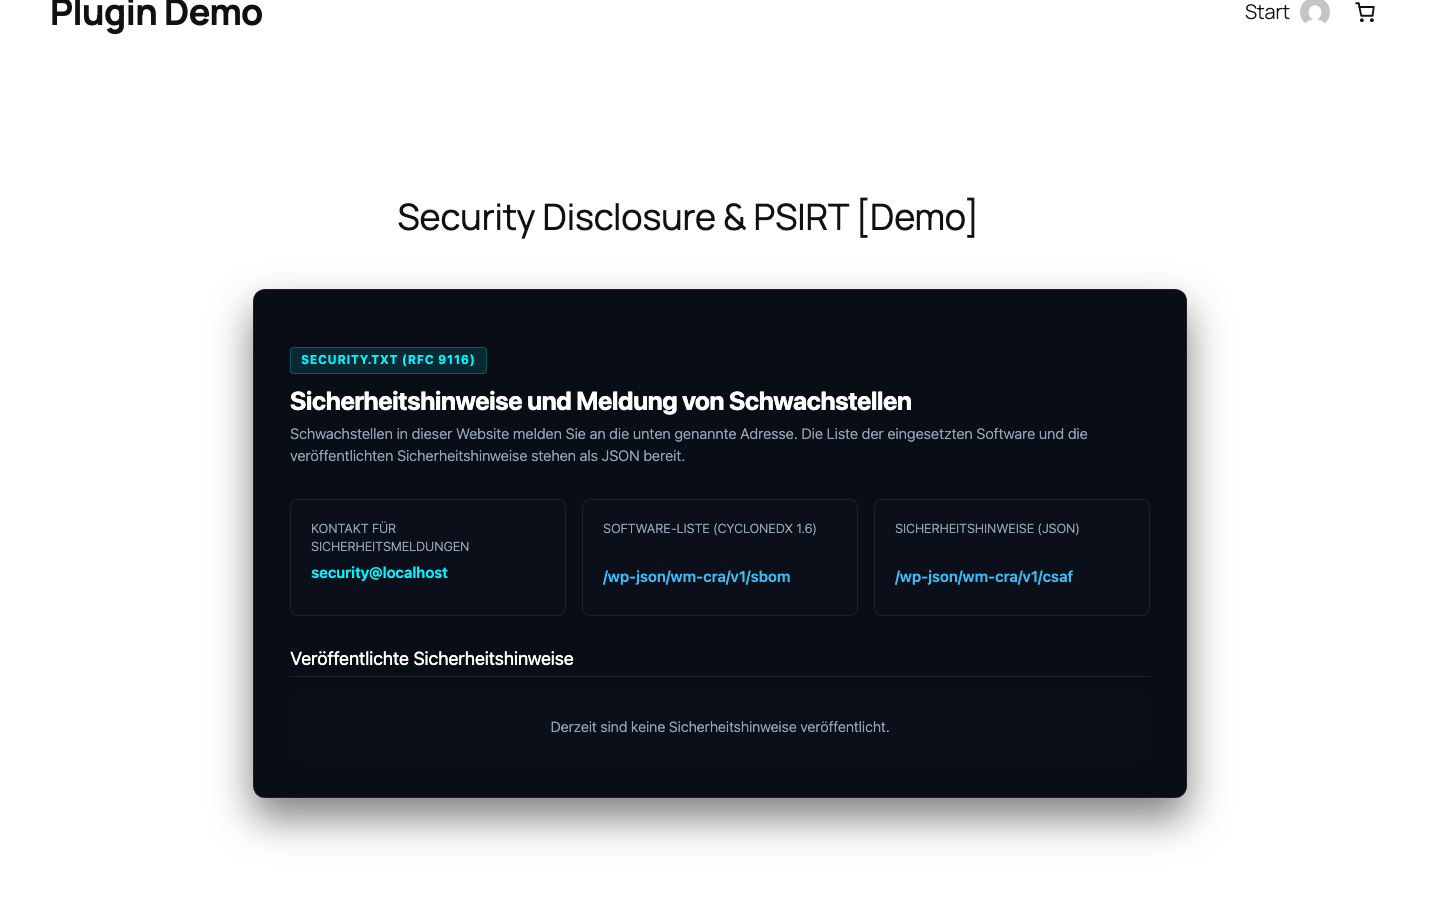 Plugin Demo
Start
Security Disclosure & PSIRT [Demo]
SECURITY.TXT (RFC 9116)
Sicherheitshinweise und Meldung von Schwachstellen
Schwachstellen in dieser Website melden Sie an die unten genannte Adresse. Die Liste der eingesetzten Software und die
veröffentlichten Sicherheitshinweise stehen als JSON bereit.
KONTAKT FÜR
SICHERHEITSMELDUNGEN
security@localhost
SOFTWARE-LISTE (CYCLONEDX 1.6)
/wp-json/wm-cra/v1/sbom
SICHERHEITSHINWEISE (JSON)
/wp-json/wm-cra/v1/csaf
Veröffentlichte Sicherheitshinweise
Derzeit sind keine Sicherheitshinweise veröffentlicht.